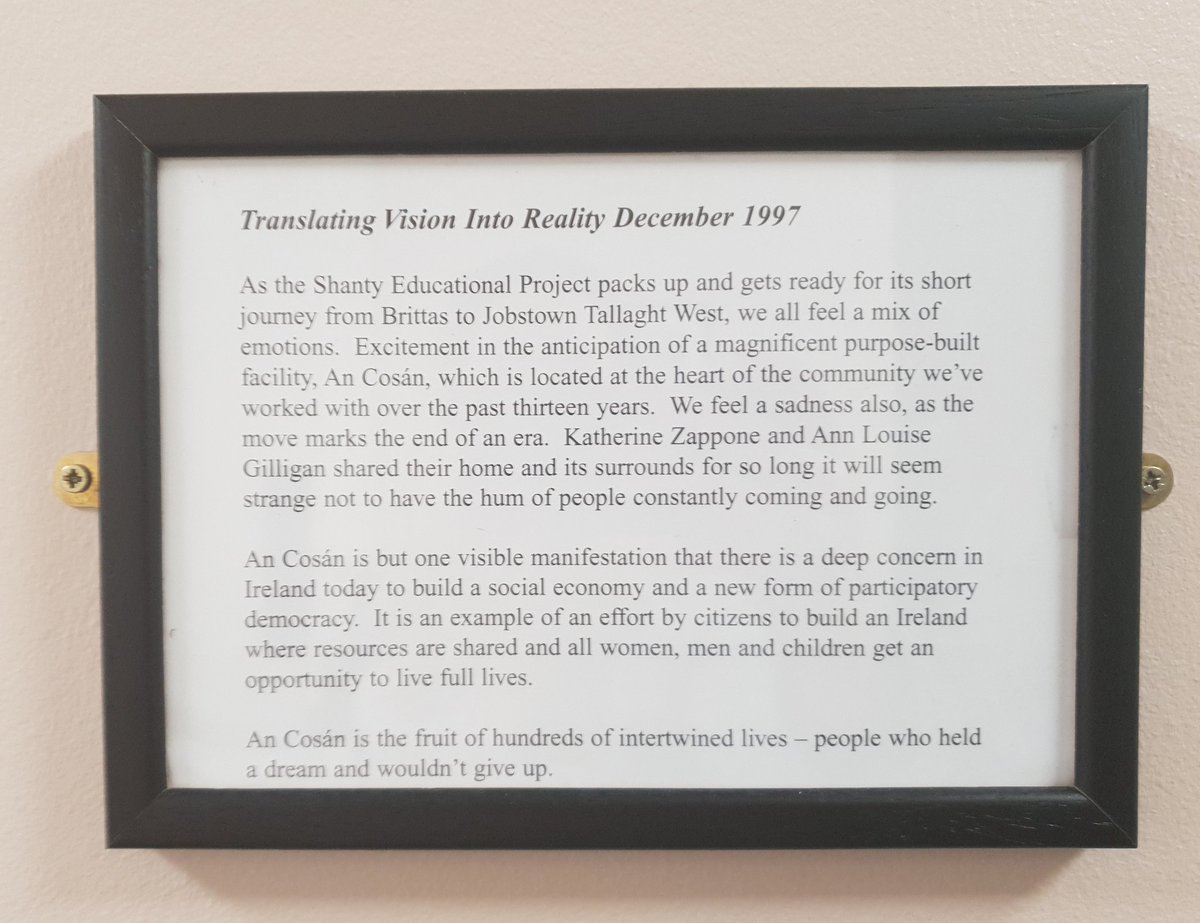 Translating Vision Into Reality December 1997
As the Shanty Educational Project packs up and gets ready for its short
journey from Brittas to Jobstown Tallaght West, we all feel a mix of
emotions.  Excitement in the anticipation of a magnificent purpose-built
facility, An Cosán, which is located at the heart of the community we’ve
worked with over the past thirteen years.  We feel a sadness also, as the
move marks the end of an era.  Katherine Zappone and Ann Louise
Gilligan shared their home and its surrounds for so long it will seem
strange not to have the hum of people constantly coming and going.
An Cosán is but one visible manifestation that there is a deep concern in
Ireland today to build a social economy and a new form of participatory
democracy.  It is an example of an effort by citizens to build an Ireland
where resources are shared and all women, men and children get an
opportunity to live full lives.
An Cosán is the fruit of hundreds of intertwined lives – people who held
a dream and wouldn’t give up.